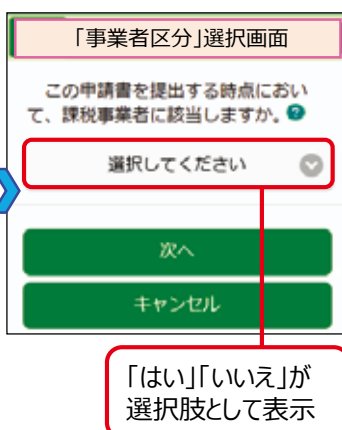 「事業者区分」選択画面
この申請書を提出する時点におい
て、課税事業者に該当しますか。?
選択してください
次へ
キャンセル
「はい」「いいえ」が
選択肢として表示